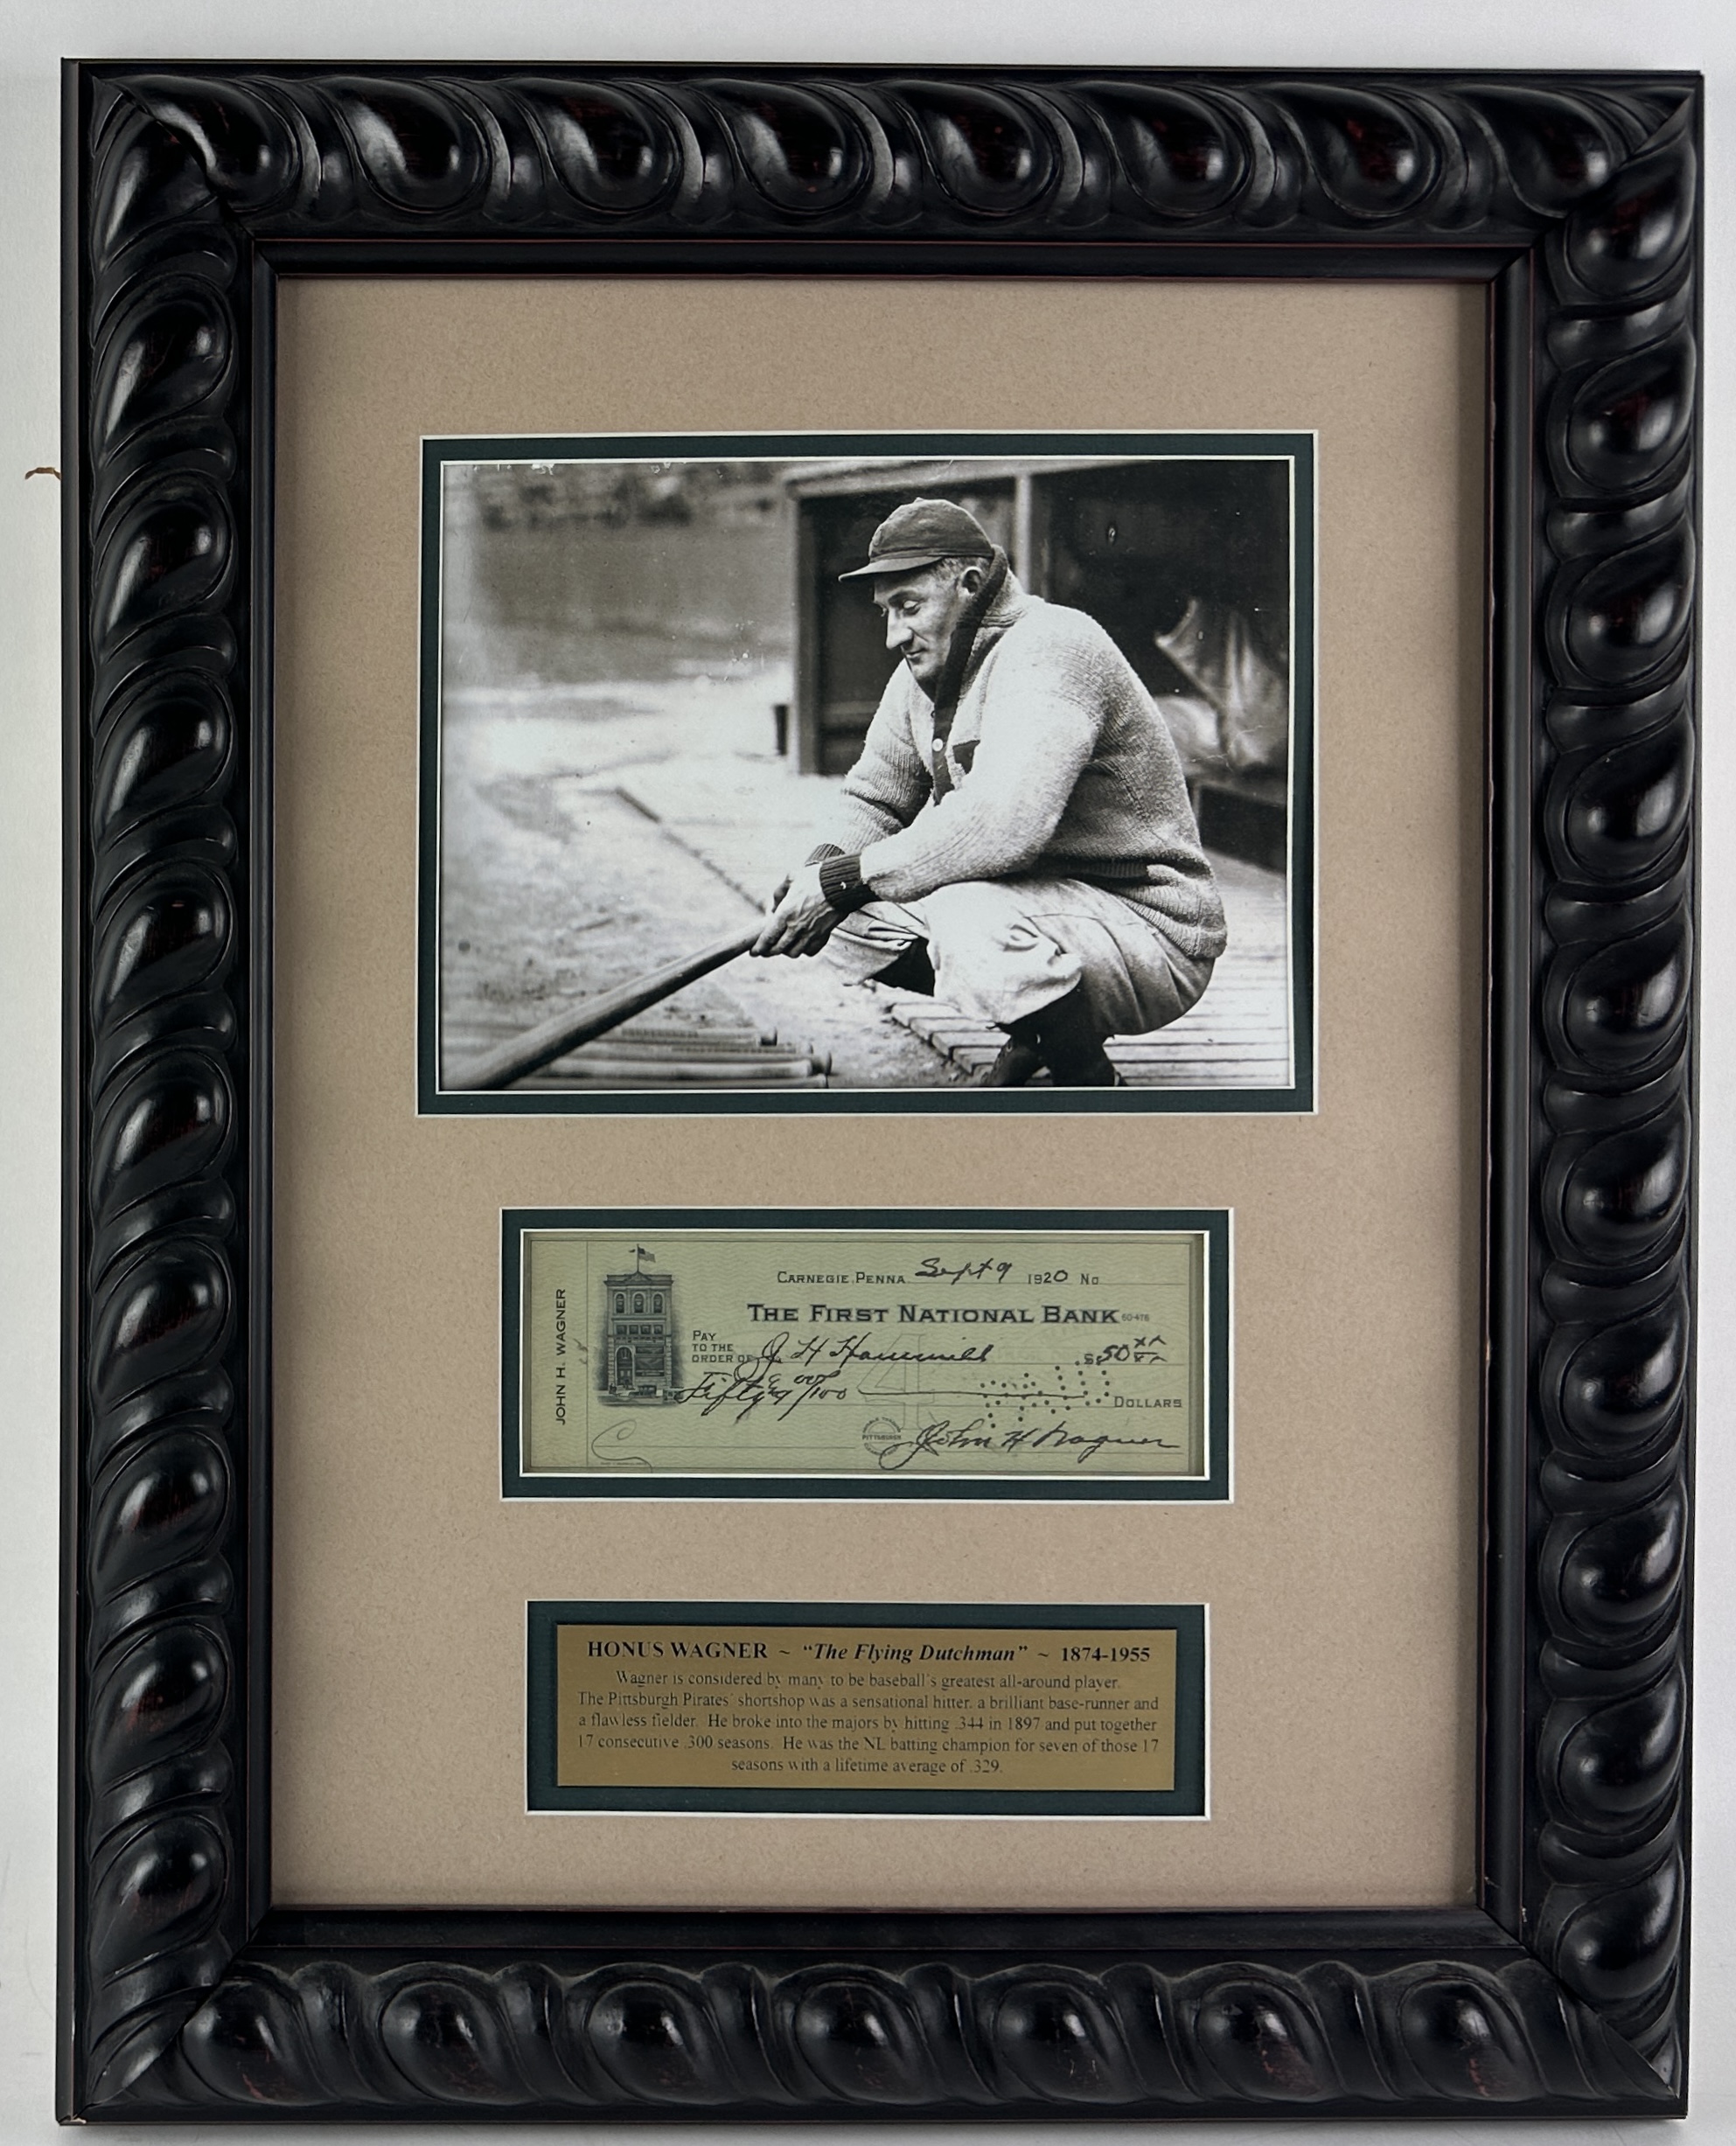 JOHN H. WAGNER
CARNEGIE, PENNA. Sept 9 1920 No
THE FIRST NATIONAL BANK 60-476
PAY
TO THE
ORDER OF J H Hammill $50 xx/xx
Fifty & 00/100 DOLLARS
PITTSBURGH
John H Wagner
HONUS WAGNER ~ “The Flying Dutchman” ~ 1874-1955
Wagner is considered by many to be baseball's greatest all-around player.
The Pittsburgh Pirates' shortshop was a sensational hitter, a brilliant base-runner and
a flawless fielder. He broke into the majors by hitting .344 in 1897 and put together
17 consecutive .300 seasons. He was the NL batting champion for seven of those 17
seasons with a lifetime average of .329.